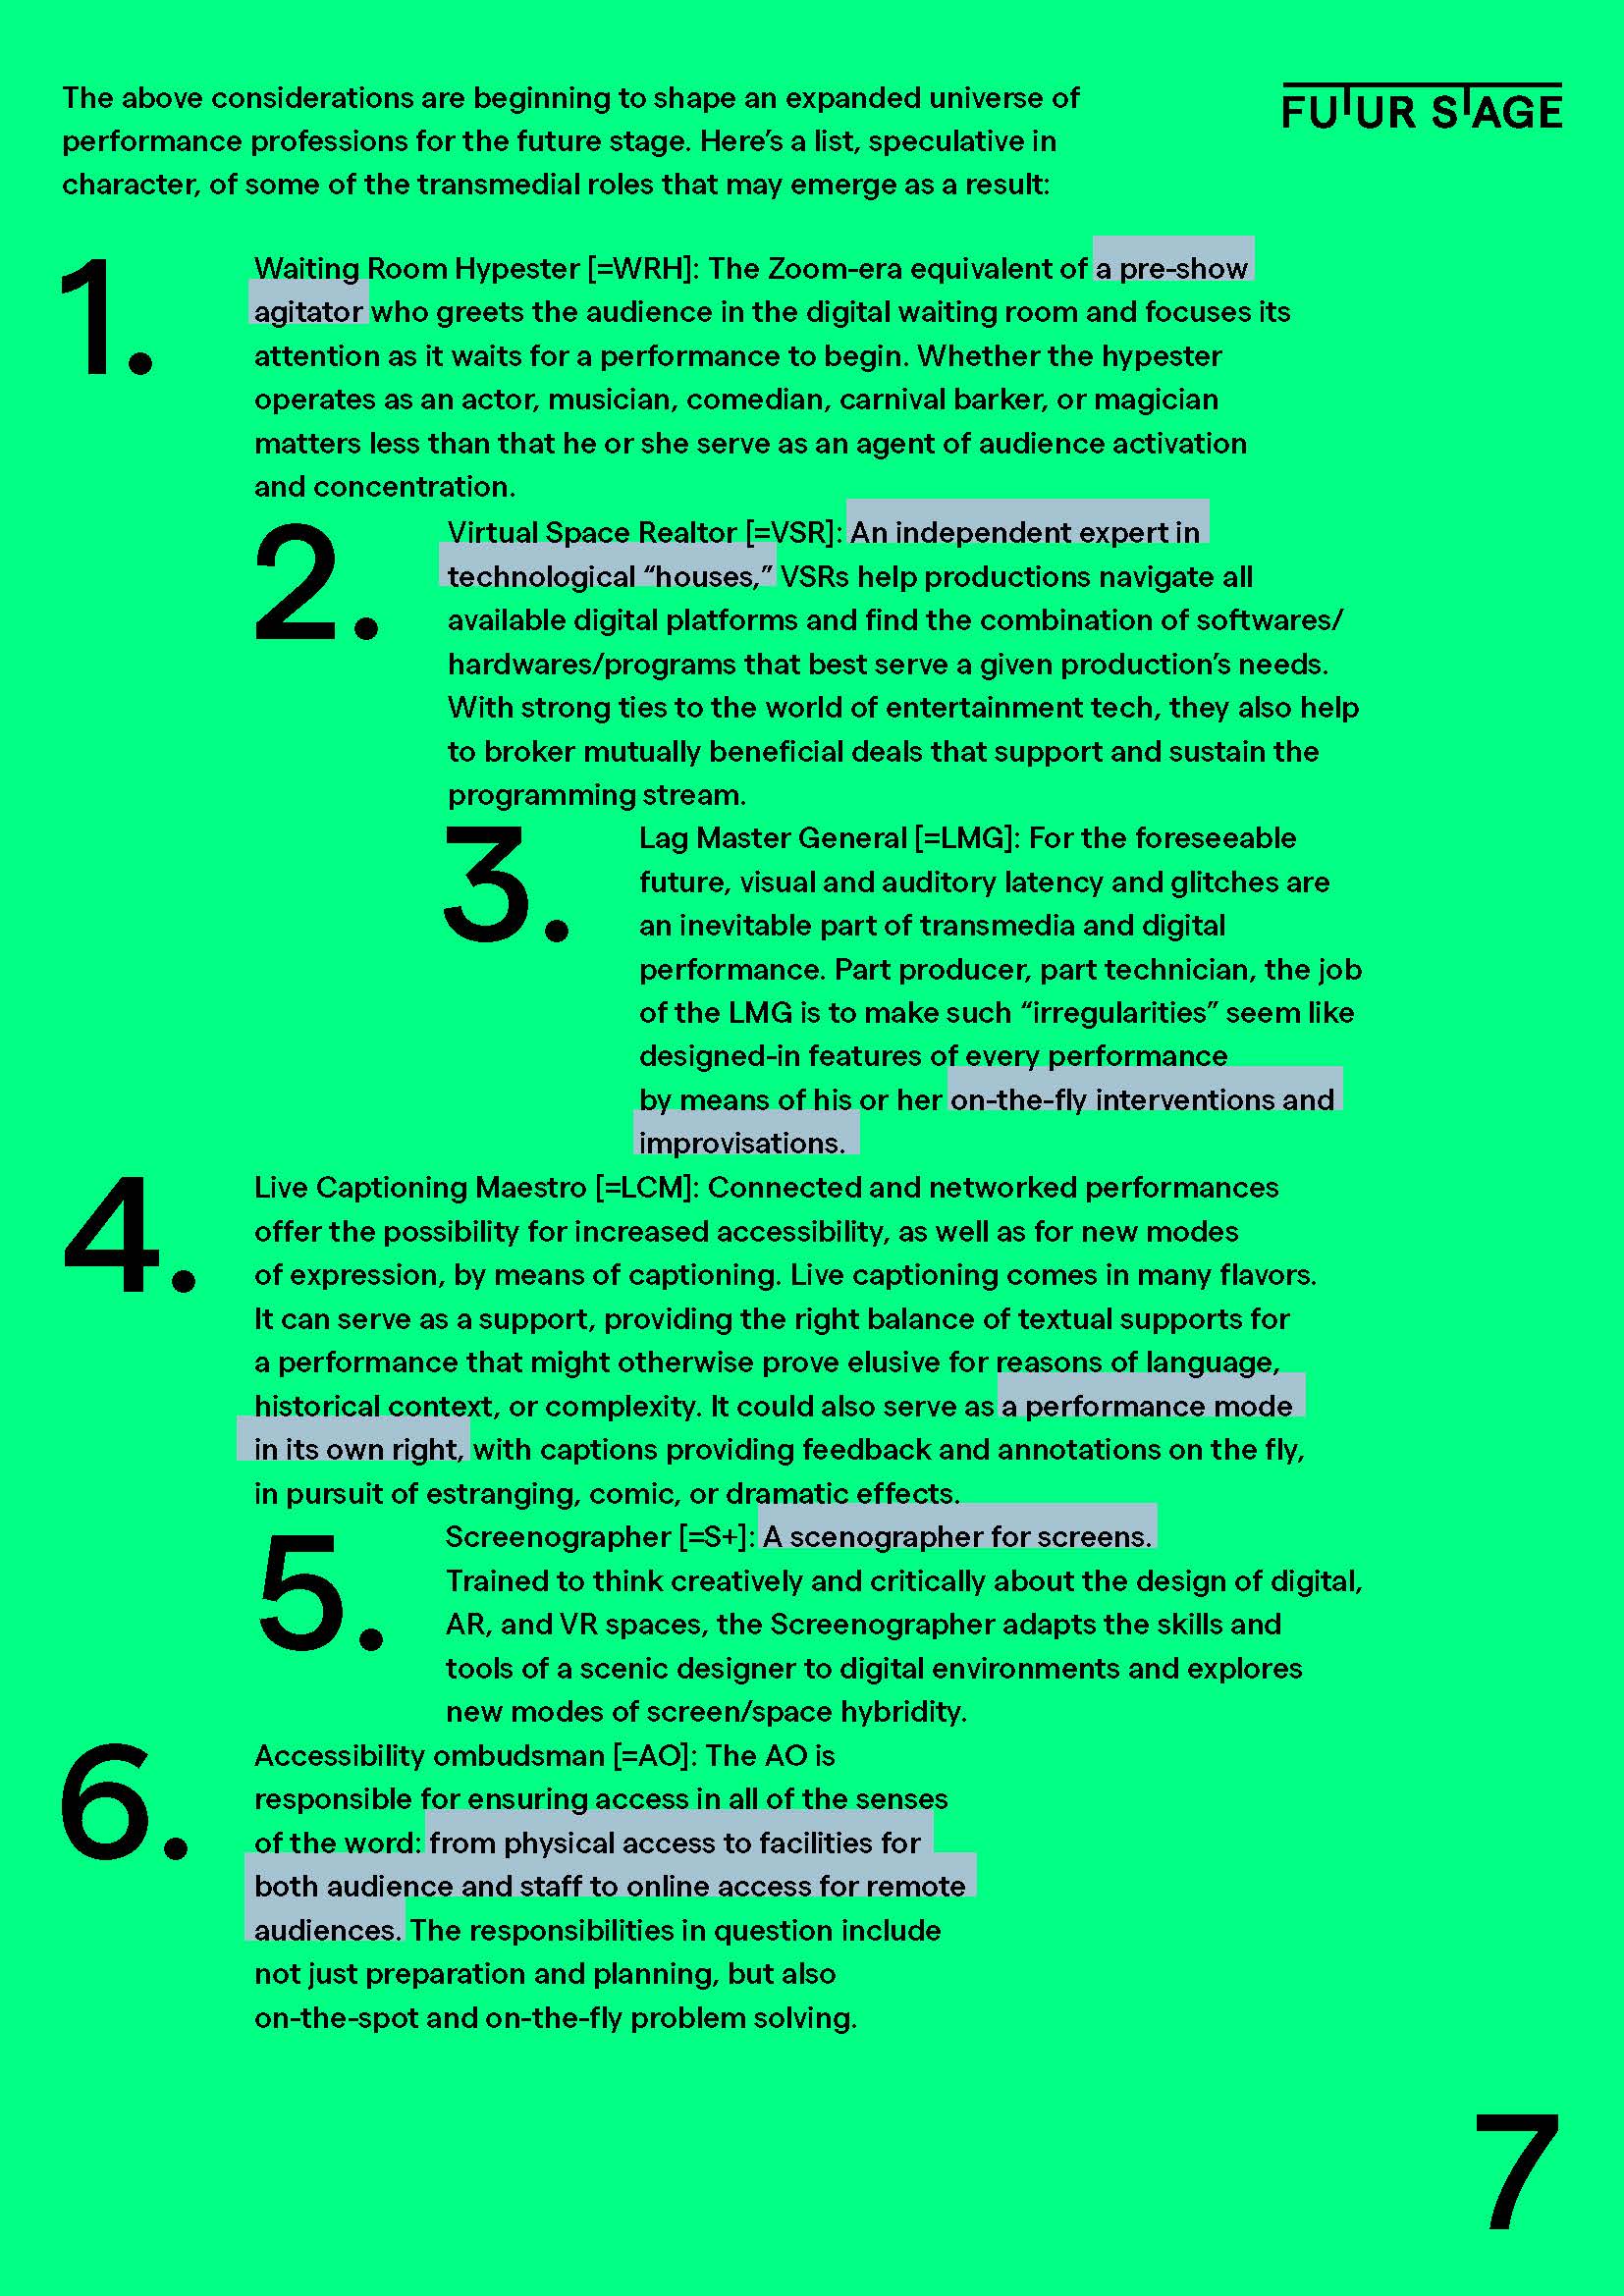 The above considerations are beginning to shape an expanded universe of
performance professions for the future stage. Here’s a list, speculative in
character, of some of the transmedial roles that may emerge as a result:
FUTUR STAGE
1.
Waiting Room Hypester [=WRH]: The Zoom-era equivalent of a pre-show
agitator who greets the audience in the digital waiting room and focuses its
attention as it waits for a performance to begin. Whether the hypester
operates as an actor, musician, comedian, carnival barker, or magician
matters less than that he or she serve as an agent of audience activation
and concentration.
2.
Virtual Space Realtor [=VSR]: An independent expert in
technological “houses,” VSRs help productions navigate all
available digital platforms and find the combination of softwares/
hardwares/programs that best serve a given production’s needs.
With strong ties to the world of entertainment tech, they also help
to broker mutually beneficial deals that support and sustain the
programming stream.
3.
Lag Master General [=LMG]: For the foreseeable
future, visual and auditory latency and glitches are
an inevitable part of transmedia and digital
performance. Part producer, part technician, the job
of the LMG is to make such “irregularities” seem like
designed-in features of every performance
by means of his or her on-the-fly interventions and
improvisations.
4.
Live Captioning Maestro [=LCM]: Connected and networked performances
offer the possibility for increased accessibility, as well as for new modes
of expression, by means of captioning. Live captioning comes in many flavors.
It can serve as a support, providing the right balance of textual supports for
a performance that might otherwise prove elusive for reasons of language,
historical context, or complexity. It could also serve as a performance mode
in its own right, with captions providing feedback and annotations on the fly,
in pursuit of estranging, comic, or dramatic effects.
5.
Screenographer [=S+]: A scenographer for screens.
Trained to think creatively and critically about the design of digital,
AR, and VR spaces, the Screenographer adapts the skills and
tools of a scenic designer to digital environments and explores
new modes of screen/space hybridity.
6.
Accessibility ombudsman [=AO]: The AO is
responsible for ensuring access in all of the senses
of the word: from physical access to facilities for
both audience and staff to online access for remote
audiences. The responsibilities in question include
not just preparation and planning, but also
on-the-spot and on-the-fly problem solving.
7